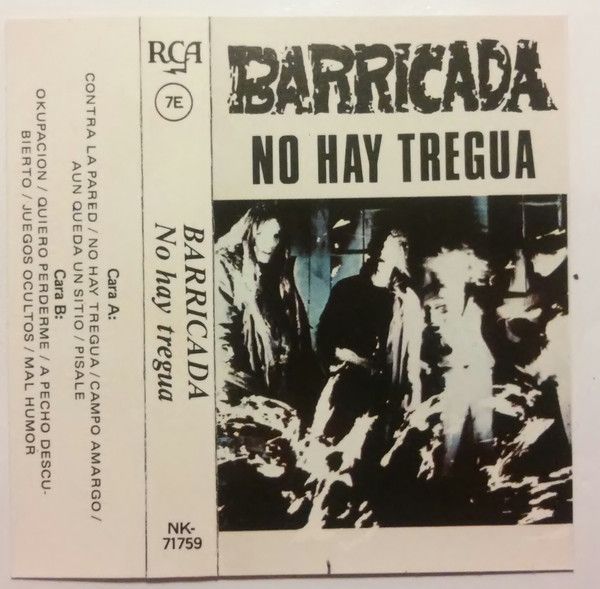 BARRICADA
NO HAY TREGUA
RCA
7E
BARRICADA
No hay tregua
NK-
71759
Cara A:
CONTRA LA PARED / NO HAY TREGUA / CAMPO AMARGO /
AUN QUEDA UN SITIO / PISALE
Cara B:
OKUPACION / QUIERO PERDERME / A PECHO DESCU-
BIERTO / JUEGOS OCULTOS / MAL HUMOR